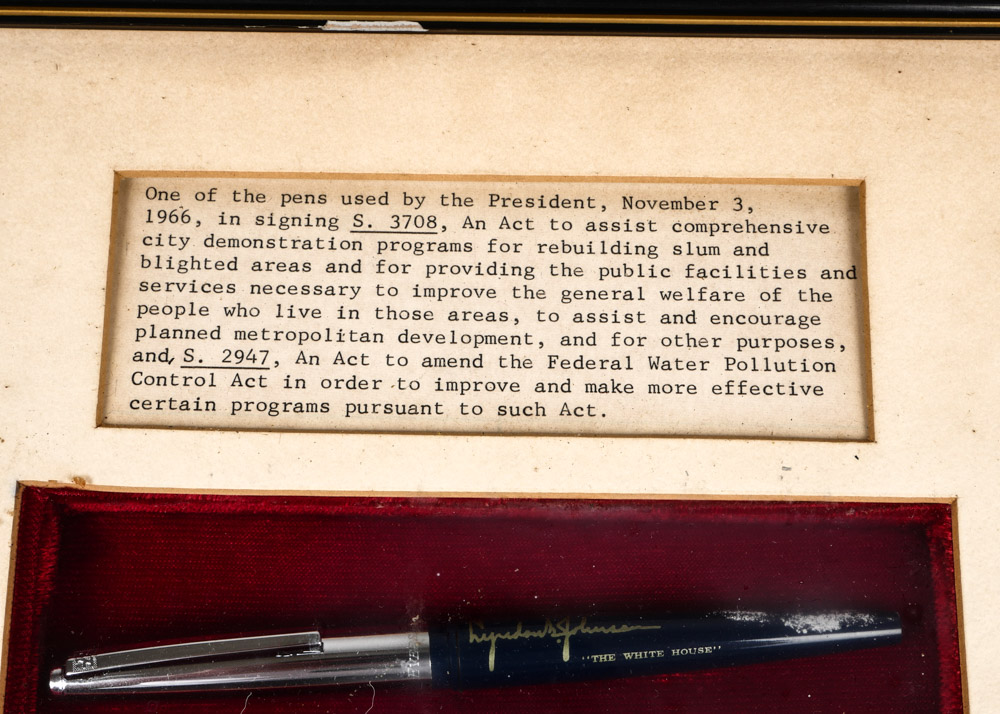 One of the pens used by the President, November 3,
1966, in signing S. 3708, An Act to assist comprehensive
city demonstration programs for rebuilding slum and
blighted areas and for providing the public facilities and
services necessary to improve the general welfare of the
people who live in those areas, to assist and encourage
planned metropolitan development, and for other purposes,
and, S. 2947, An Act to amend the Federal Water Pollution
Control Act in order to improve and make more effective
certain programs pursuant to such Act.
Lyndon B. Johnson
"THE WHITE HOUSE"